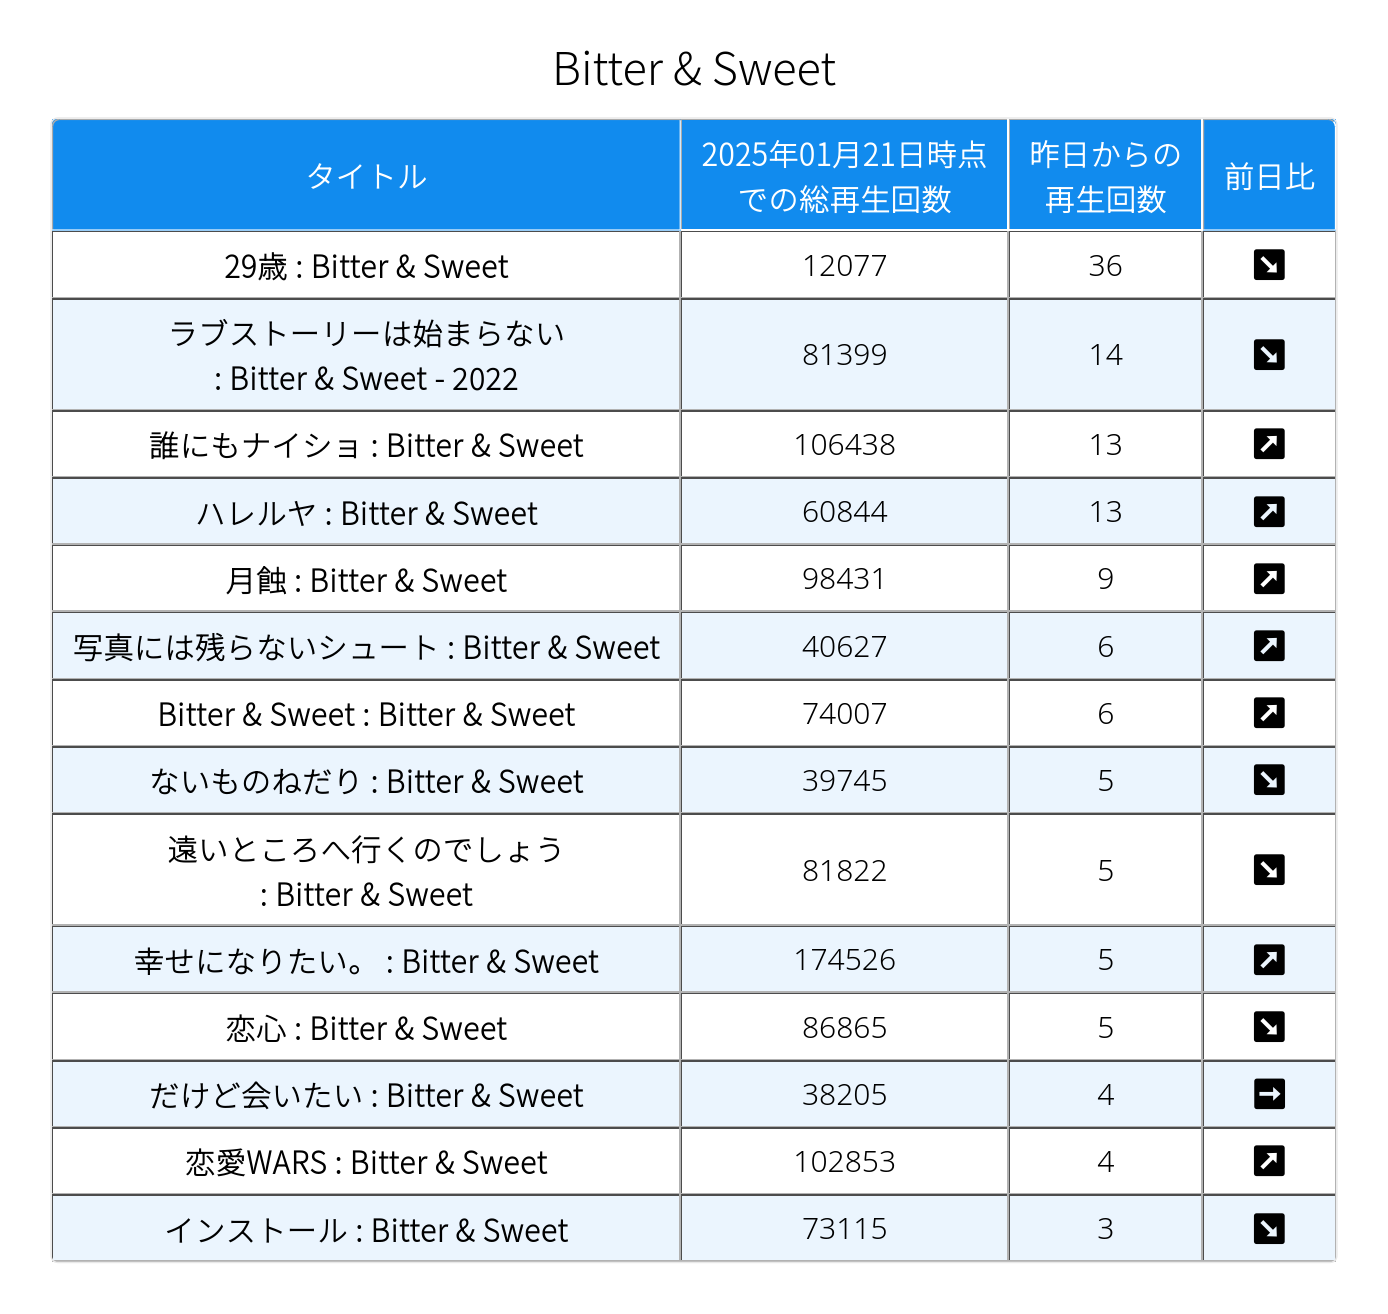 Bitter & Sweet
タイトル
2025年01月21日時点
での総再生回数
昨日からの
再生回数
前日比
29歳 : Bitter & Sweet
12077
36
↘
ラブストーリーは始まらない
: Bitter & Sweet - 2022
81399
14
↘
誰にもナイショ : Bitter & Sweet
106438
13
↗
ハレルヤ : Bitter & Sweet
60844
13
↗
月蝕 : Bitter & Sweet
98431
9
↗
写真には残らないシュート : Bitter & Sweet
40627
6
↗
Bitter & Sweet : Bitter & Sweet
74007
6
↗
ないものねだり : Bitter & Sweet
39745
5
↘
遠いところへ行くのでしょう
: Bitter & Sweet
81822
5
↘
幸せになりたい。 : Bitter & Sweet
174526
5
↗
恋心 : Bitter & Sweet
86865
5
↘
だけど会いたい : Bitter & Sweet
38205
4
→
恋愛WARS : Bitter & Sweet
102853
4
↗
インストール : Bitter & Sweet
73115
3
↘